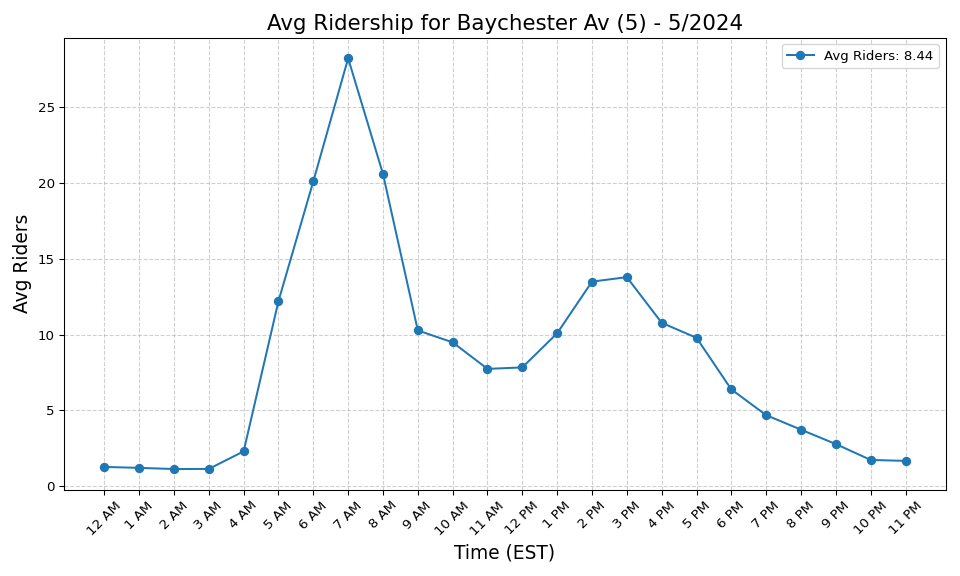 Avg Ridership for Baychester Av (5) - 5/2024
Avg Riders: 8.44
Avg Riders
25
20
15
10
5
0
12 AM
1 AM
2 AM
3 AM
4 AM
5 AM
6 AM
7 AM
8 AM
9 AM
10 AM
11 AM
12 PM
1 PM
2 PM
3 PM
4 PM
5 PM
6 PM
7 PM
8 PM
9 PM
10 PM
11 PM
Time (EST)